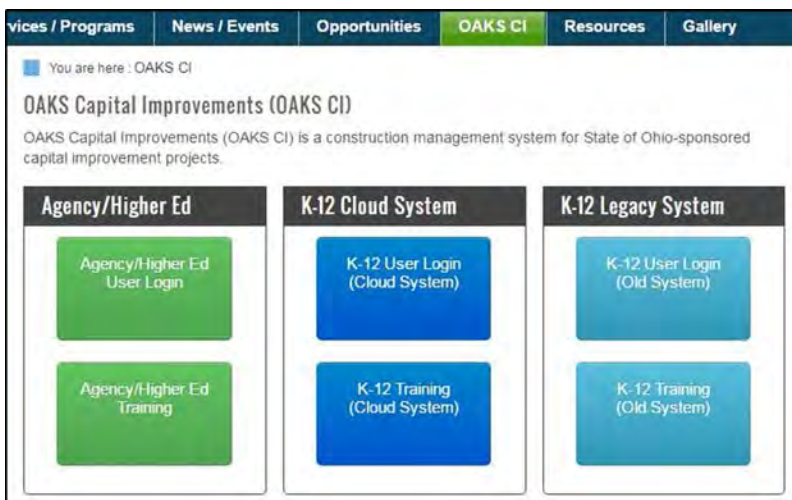 vices / Programs News / Events Opportunities OAKS CI Resources Gallery
You are here : OAKS CI
OAKS Capital Improvements (OAKS CI)
OAKS Capital Improvements (OAKS CI) is a construction management system for State of Ohio-sponsored
capital improvement projects.
Agency/Higher Ed
Agency/Higher Ed
User Login
Agency/Higher Ed
Training
K-12 Cloud System
K-12 User Login
(Cloud System)
K-12 Training
(Cloud System)
K-12 Legacy System
K-12 User Login
(Old System)
K-12 Training
(Old System)